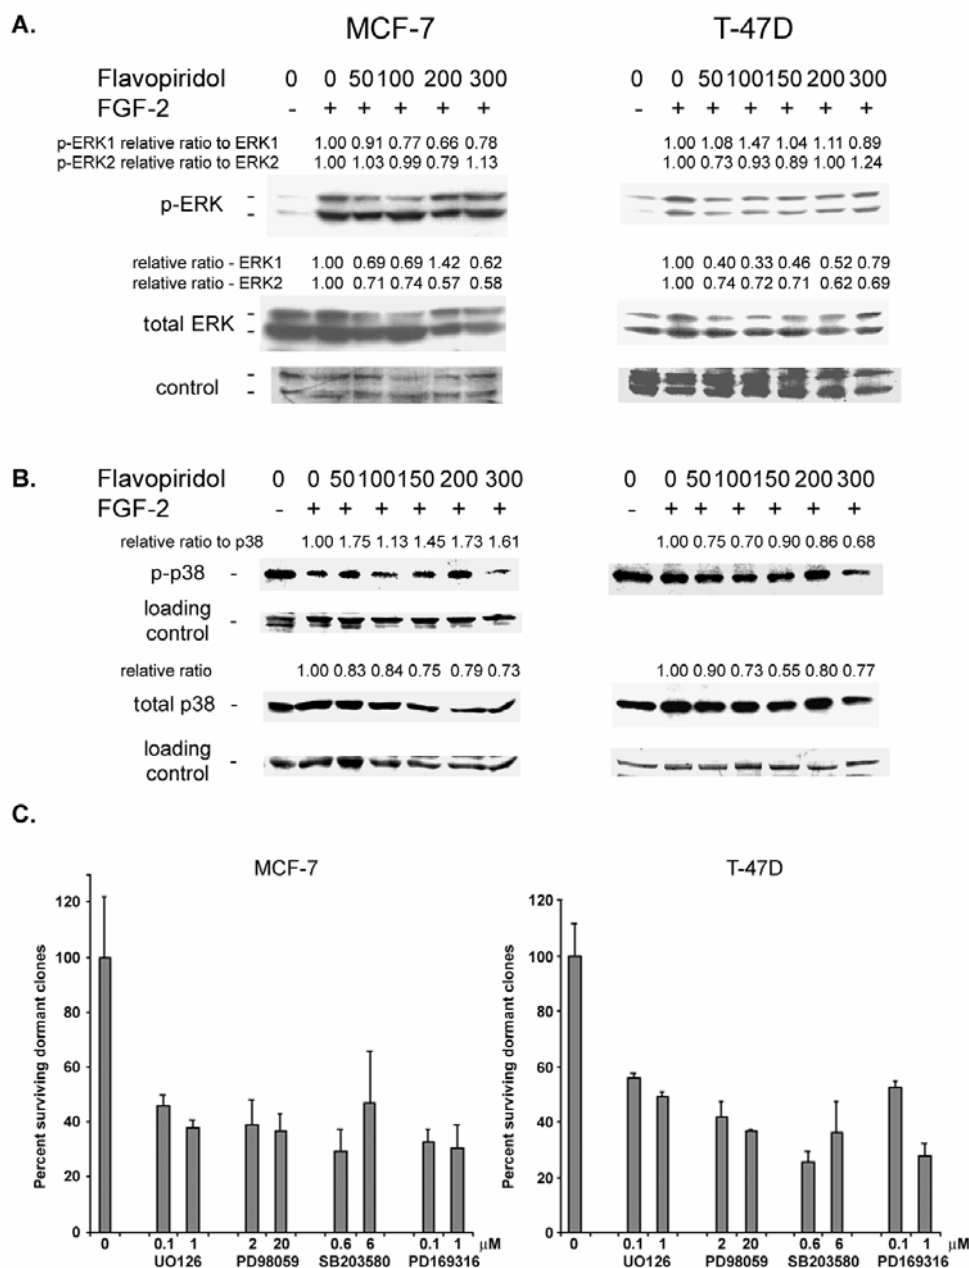 A.
MCF-7 T-47D
Flavopiridol 0 0 50 100 200 300 0 0 50 100 150 200 300
FGF-2 - + + + + + - + + + + + +
p-ERK1 relative ratio to ERK1 1.00 0.91 0.77 0.66 0.78 1.00 1.08 1.47 1.04 1.11 0.89
p-ERK2 relative ratio to ERK2 1.00 1.03 0.99 0.79 1.13 1.00 0.73 0.93 0.89 1.00 1.24
p-ERK - -
relative ratio - ERK1 1.00 0.69 0.69 1.42 0.62 1.00 0.40 0.33 0.46 0.52 0.79
relative ratio - ERK2 1.00 0.71 0.74 0.57 0.58 1.00 0.74 0.72 0.71 0.62 0.69
total ERK - -
control - -
B.
Flavopiridol 0 0 50 100 150 200 300 0 0 50 100 150 200 300
FGF-2 - + + + + + + - + + + + + +
relative ratio to p38 1.00 1.75 1.13 1.45 1.73 1.61 1.00 0.75 0.70 0.90 0.86 0.68
p-p38 -
loading
control -
relative ratio 1.00 0.83 0.84 0.75 0.79 0.73 1.00 0.90 0.73 0.55 0.80 0.77
total p38 -
loading
control -
C.
MCF-7
Percent surviving dormant clones
120
100
80
60
40
20
0
0 0.1 1 2 20 0.6 6 0.1 1 µM
UO126 PD98059 SB203580 PD169316
T-47D
Percent surviving dormant clones
120
100
80
60
40
20
0
0 0.1 1 2 20 0.6 6 0.1 1 µM
UO126 PD98059 SB203580 PD169316